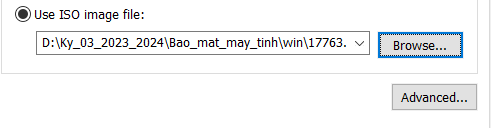 Use ISO image file:
D:\Ky_03_2023_2024\Bao_mat_may_tinh\win\17763.
Browse...
Advanced...